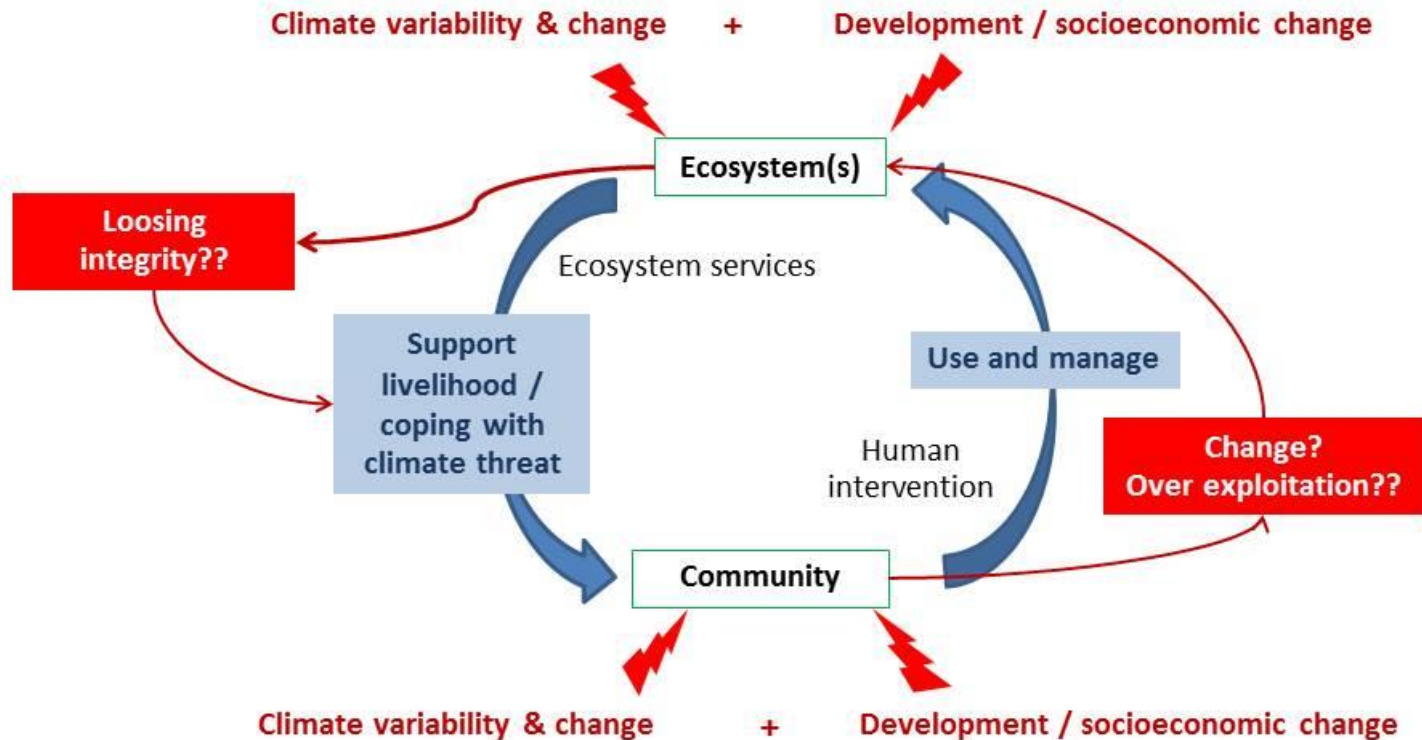 Climate variability & change + Development / socioeconomic change
Ecosystem(s)
Loosing
integrity??
Ecosystem services
Support
livelihood /
coping with
climate threat
Use and manage
Human
intervention
Change?
Over exploitation??
Community
Climate variability & change + Development / socioeconomic change